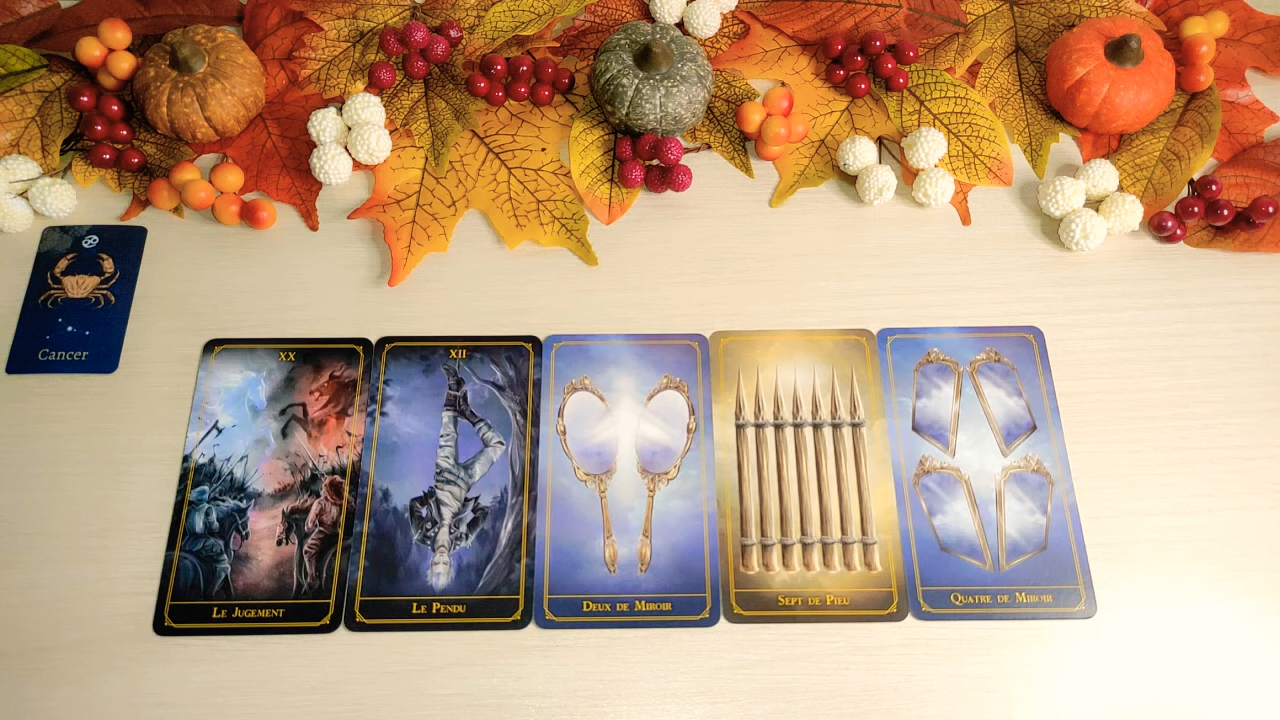 Cancer
XX
Le Jugement
XII
Le Pendu
Deux de Miroir
Sept de Pieu
Quatre de Miroir